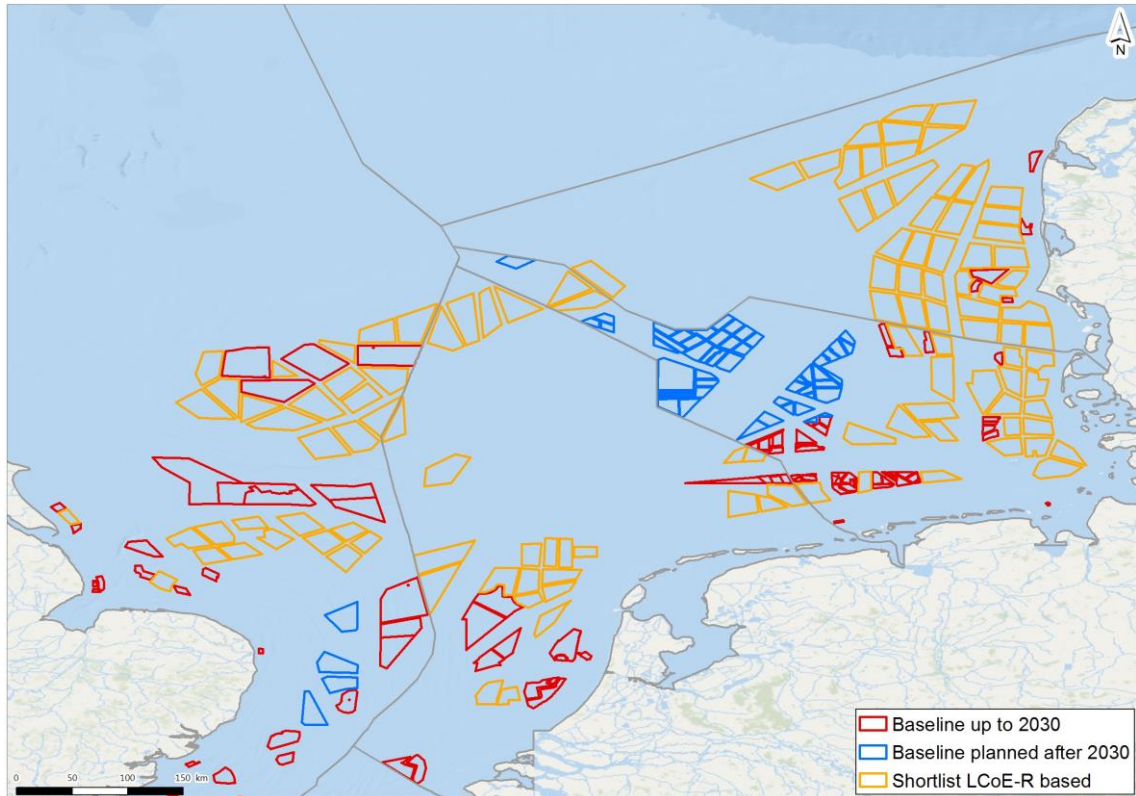 N
Baseline up to 2030
Baseline planned after 2030
Shortlist LCoE-R based
0 50 100 150 km